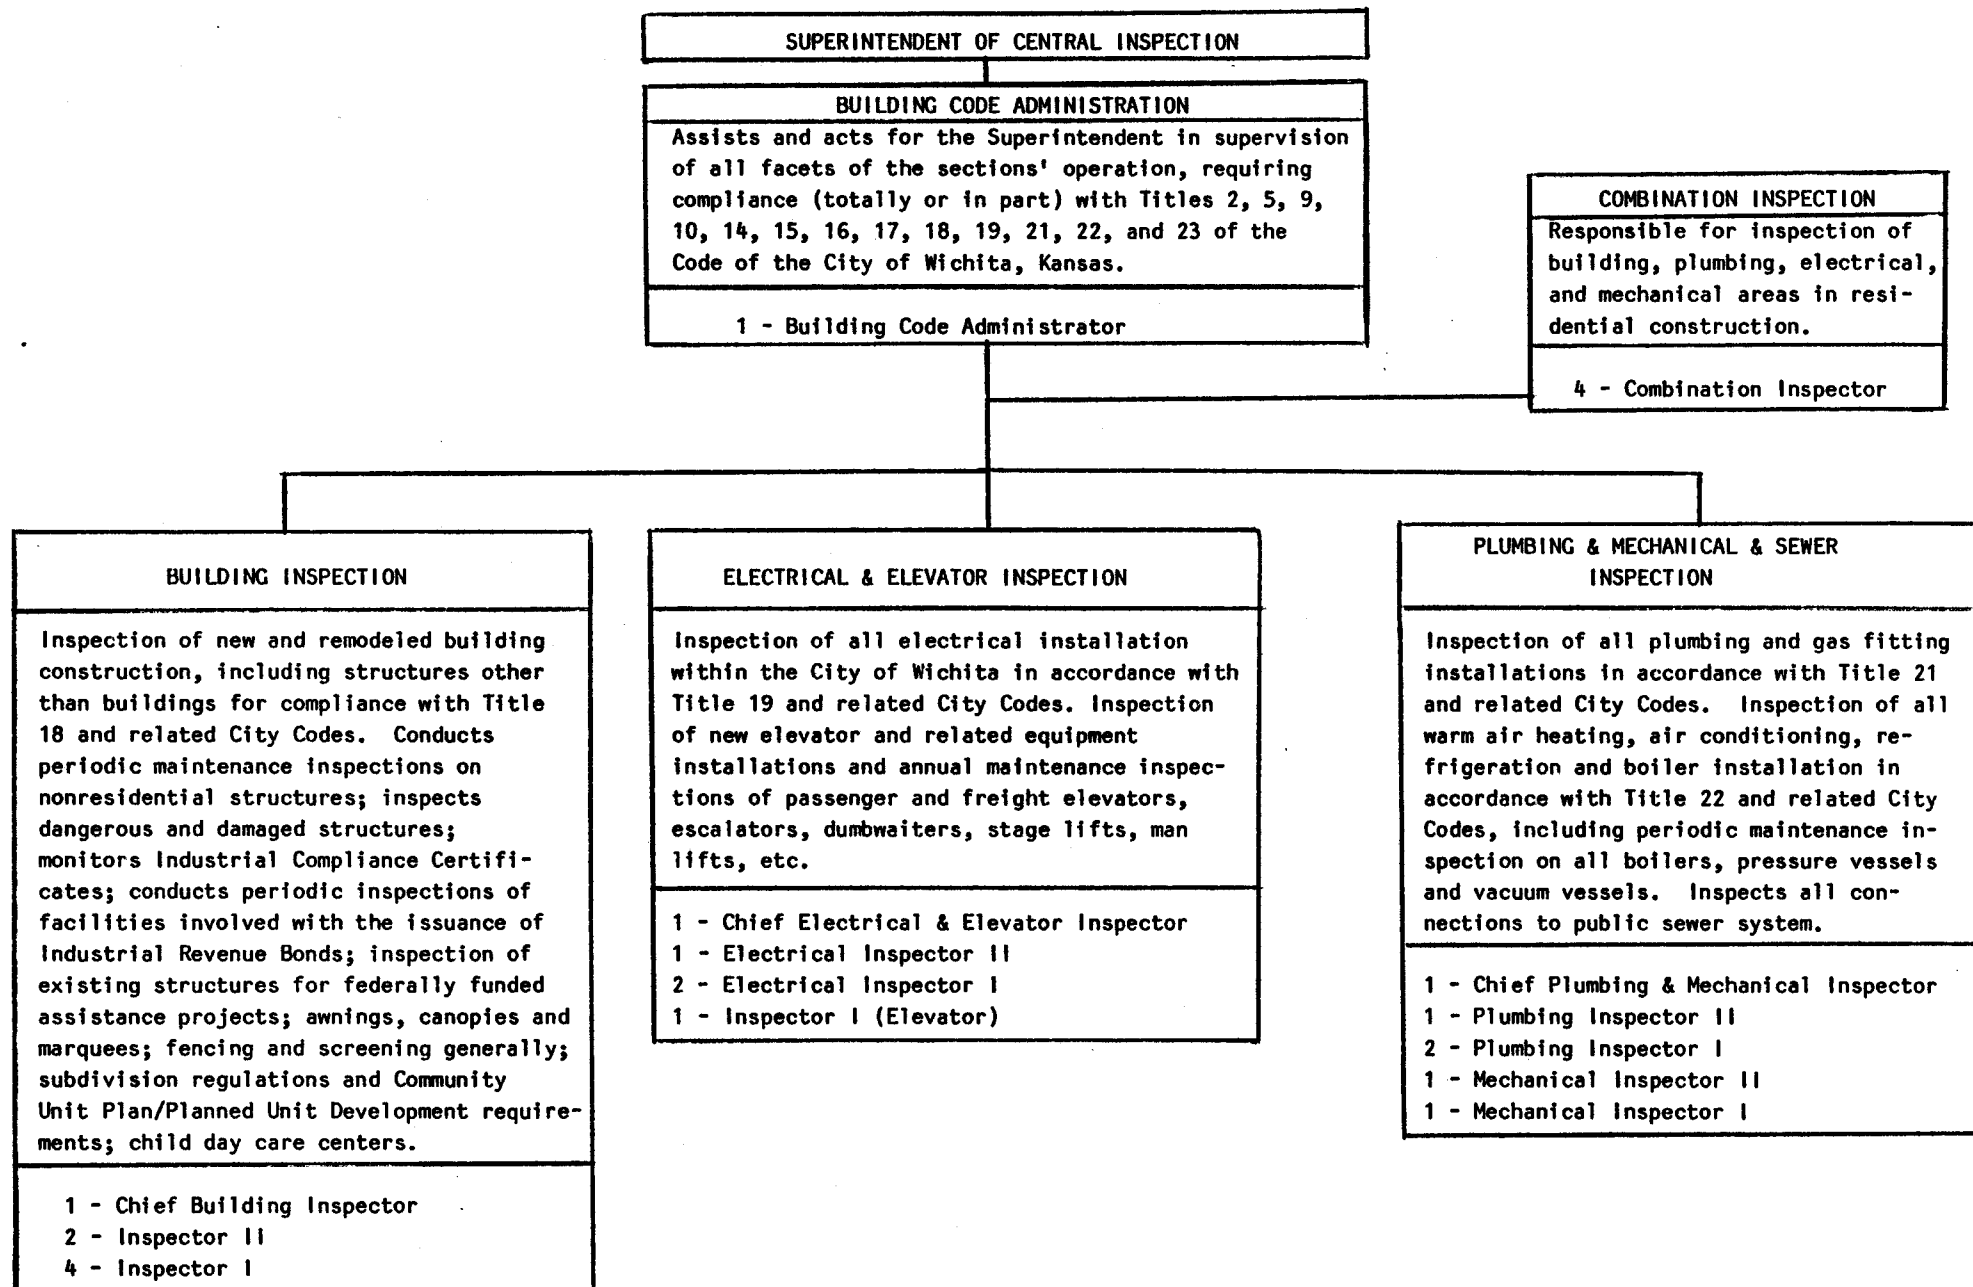 SUPERINTENDENT OF CENTRAL INSPECTION
BUILDING CODE ADMINISTRATION
Assists and acts for the Superintendent in supervision
of all facets of the sections' operation, requiring
compliance (totally or in part) with Titles 2, 5, 9,
10, 14, 15, 16, 17, 18, 19, 21, 22, and 23 of the
Code of the City of Wichita, Kansas.
1 - Building Code Administrator
COMBINATION INSPECTION
Responsible for inspection of
building, plumbing, electrical,
and mechanical areas in resi-
dential construction.
4 - Combination Inspector
BUILDING INSPECTION
Inspection of new and remodeled building
construction, including structures other
than buildings for compliance with Title
18 and related City Codes. Conducts
periodic maintenance inspections on
nonresidential structures; inspects
dangerous and damaged structures;
monitors Industrial Compliance Certifi-
cates; conducts periodic inspections of
facilities involved with the issuance of
Industrial Revenue Bonds; inspection of
existing structures for federally funded
assistance projects; awnings, canopies and
marquees; fencing and screening generally;
subdivision regulations and Community
Unit Plan/Planned Unit Development require-
ments; child day care centers.
1 - Chief Building Inspector
2 - Inspector II
4 - Inspector I
ELECTRICAL & ELEVATOR INSPECTION
Inspection of all electrical installation
within the City of Wichita in accordance with
Title 19 and related City Codes. Inspection
of new elevator and related equipment
installations and annual maintenance inspec-
tions of passenger and freight elevators,
escalators, dumbwaiters, stage lifts, man
lifts, etc.
1 - Chief Electrical & Elevator Inspector
1 - Electrical Inspector II
2 - Electrical Inspector I
1 - Inspector I (Elevator)
PLUMBING & MECHANICAL & SEWER
INSPECTION
Inspection of all plumbing and gas fitting
installations in accordance with Title 21
and related City Codes. Inspection of all
warm air heating, air conditioning, re-
frigeration and boiler installation in
accordance with Title 22 and related City
Codes, including periodic maintenance in-
spection on all boilers, pressure vessels
and vacuum vessels. Inspects all con-
nections to public sewer system.
1 - Chief Plumbing & Mechanical Inspector
1 - Plumbing Inspector II
2 - Plumbing Inspector I
1 - Mechanical Inspector II
1 - Mechanical Inspector I